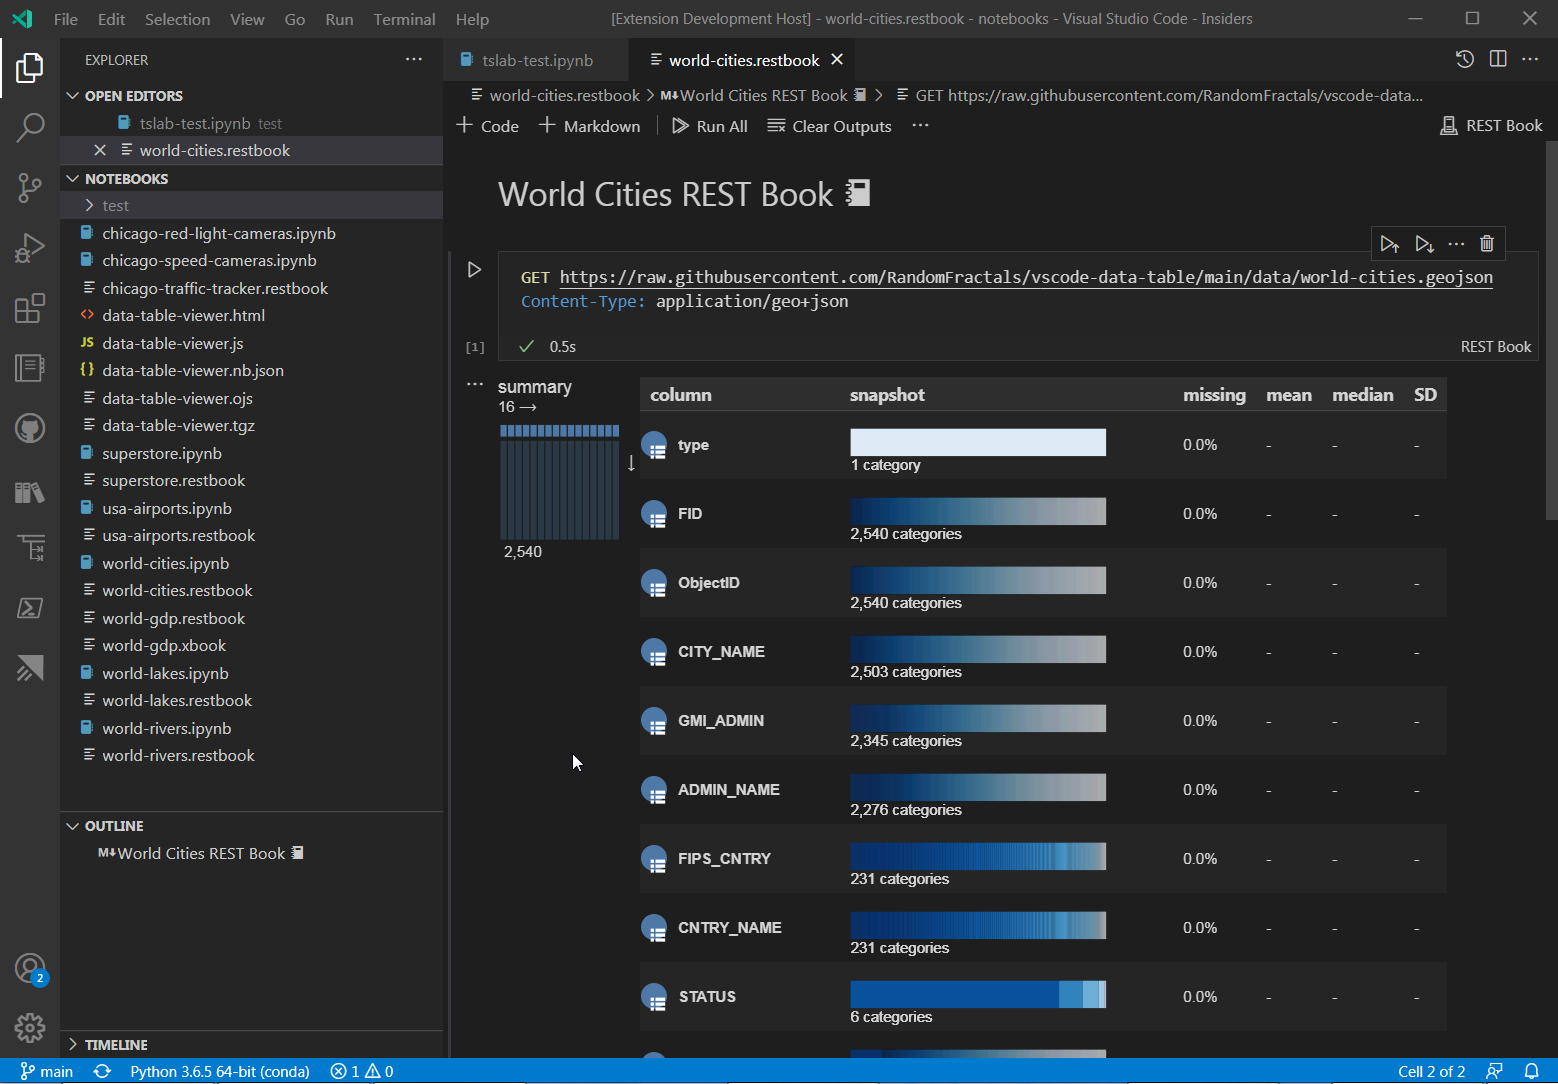 File Edit Selection View Go Run Terminal Help [Extension Development Host] - world-cities.restbook - notebooks - Visual Studio Code - Insiders
EXPLORER
OPEN EDITORS
tslab-test.ipynb test
world-cities.restbook
NOTEBOOKS
test
chicago-red-light-cameras.ipynb
chicago-speed-cameras.ipynb
chicago-traffic-tracker.restbook
data-table-viewer.html
JS data-table-viewer.js
{} data-table-viewer.nb.json
data-table-viewer.ojs
data-table-viewer.tgz
superstore.ipynb
superstore.restbook
usa-airports.ipynb
usa-airports.restbook
world-cities.ipynb
world-cities.restbook
world-gdp.restbook
world-gdp.xbook
world-lakes.ipynb
world-lakes.restbook
world-rivers.ipynb
world-rivers.restbook
OUTLINE
M↓World Cities REST Book
TIMELINE
2
tslab-test.ipynb
world-cities.restbook
world-cities.restbook > M↓World Cities REST Book > GET https://raw.githubusercontent.com/RandomFractals/vscode-data...
+ Code + Markdown Run All Clear Outputs ... REST Book
World Cities REST Book
GET https://raw.githubusercontent.com/RandomFractals/vscode-data-table/main/data/world-cities.geojson
Content-Type: application/geo+json
[1] ✓ 0.5s REST Book
summary
16 →
↓
2,540
column snapshot missing mean median SD
type 0.0% - - -
1 category
FID 0.0% - - -
2,540 categories
ObjectID 0.0% - - -
2,540 categories
CITY_NAME 0.0% - - -
2,503 categories
GMI_ADMIN 0.0% - - -
2,345 categories
ADMIN_NAME 0.0% - - -
2,276 categories
FIPS_CNTRY 0.0% - - -
231 categories
CNTRY_NAME 0.0% - - -
231 categories
STATUS 0.0% - - -
6 categories
main Python 3.6.5 64-bit (conda) 1 0 Cell 2 of 2